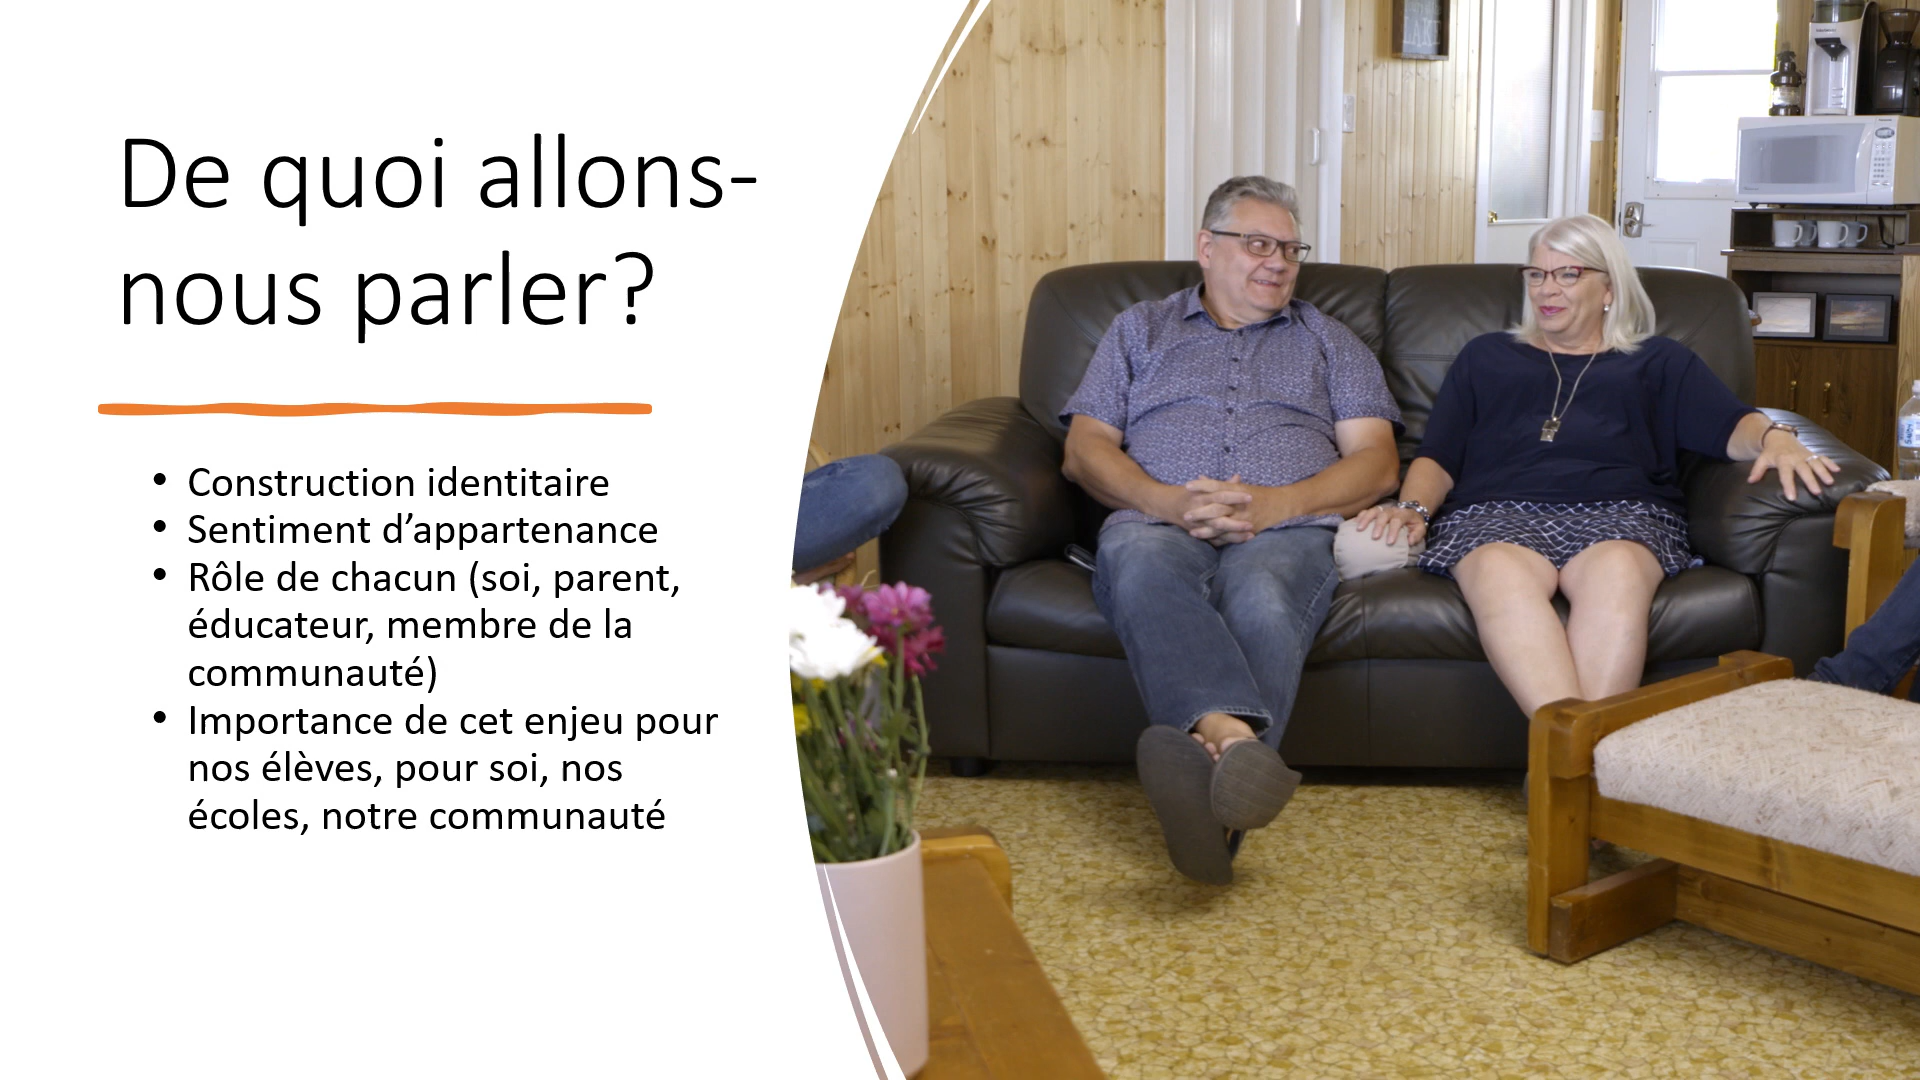 De quoi allons-
nous parler?
• Construction identitaire
• Sentiment d’appartenance
• Rôle de chacun (soi, parent,
éducateur, membre de la
communauté)
• Importance de cet enjeu pour
nos élèves, pour soi, nos
écoles, notre communauté
LAKE